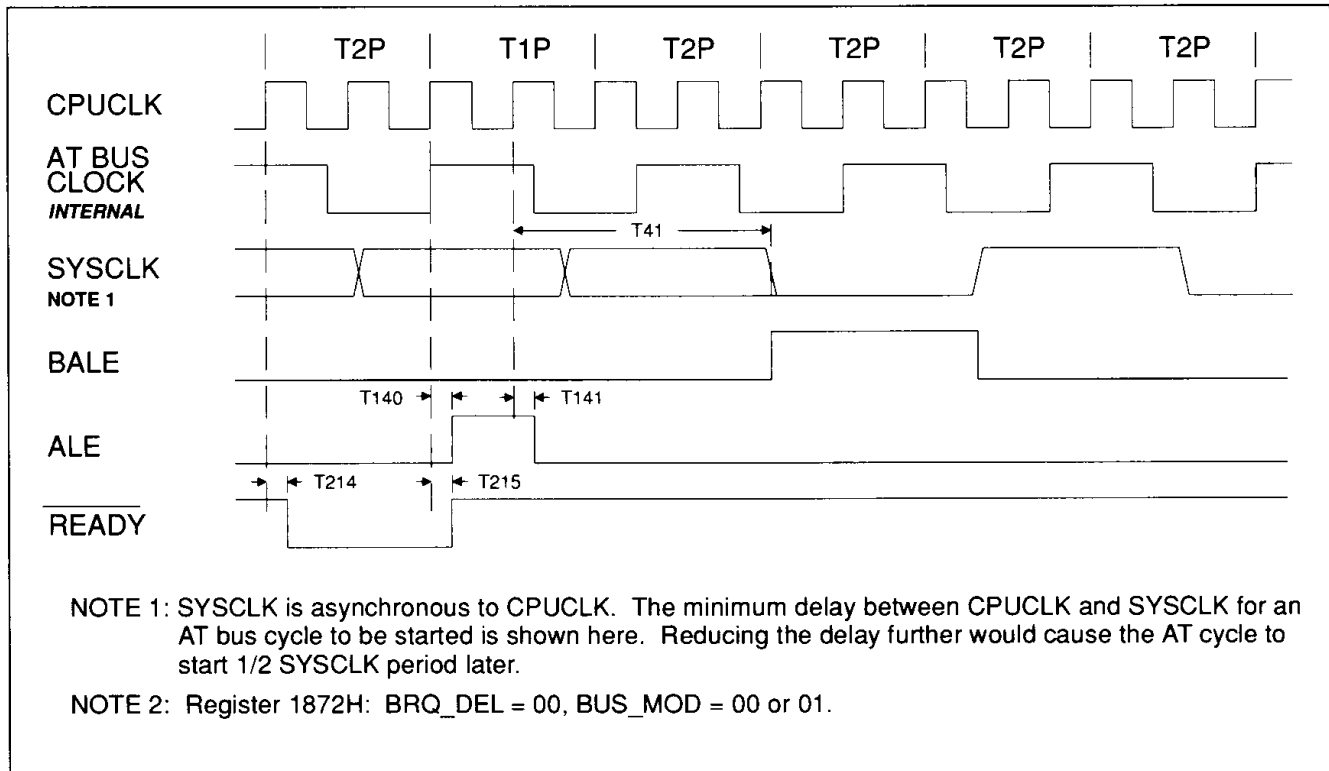 T2P T1P T2P T2P T2P T2P
CPUCLK
AT BUS
CLOCK
INTERNAL
T41
SYSCLK
NOTE 1
BALE
T140 T141
ALE
T214 T215
READY
NOTE 1: SYSCLK is asynchronous to CPUCLK. The minimum delay between CPUCLK and SYSCLK for an
AT bus cycle to be started is shown here. Reducing the delay further would cause the AT cycle to
start 1/2 SYSCLK period later.
NOTE 2: Register 1872H: BRQ_DEL = 00, BUS_MOD = 00 or 01.